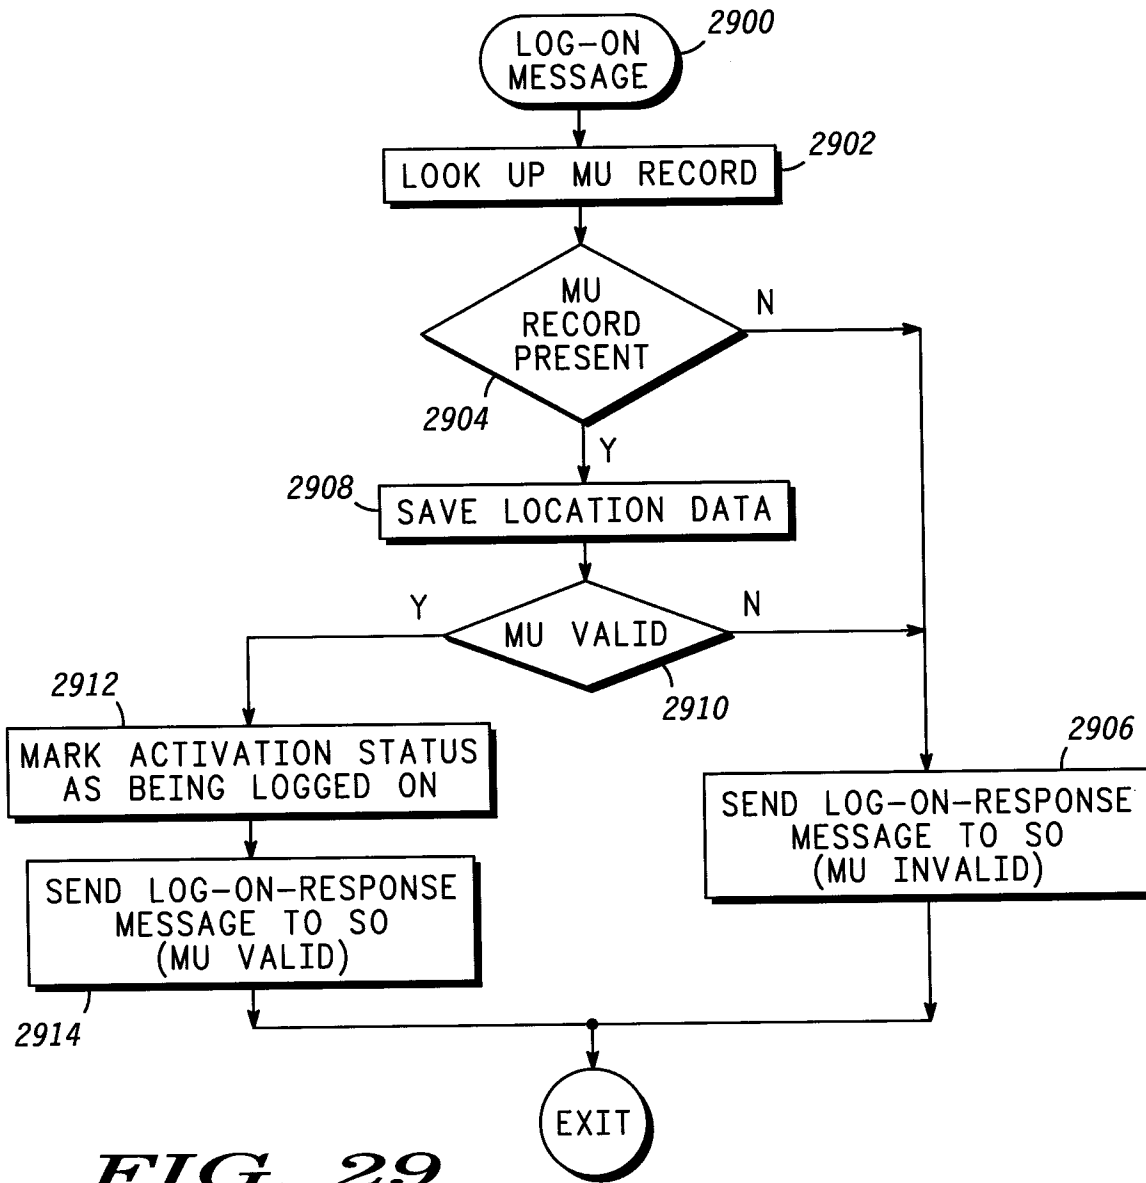 LOG-ON
MESSAGE
2900
2902
LOOK UP MU RECORD
MU
RECORD
PRESENT
N
2904
Y
2908
SAVE LOCATION DATA
Y
MU VALID
N
2910
2912
MARK ACTIVATION STATUS
AS BEING LOGGED ON
2906
SEND LOG-ON-RESPONSE
MESSAGE TO SO
(MU INVALID)
SEND LOG-ON-RESPONSE
MESSAGE TO SO
(MU VALID)
2914
EXIT
FIG. 29